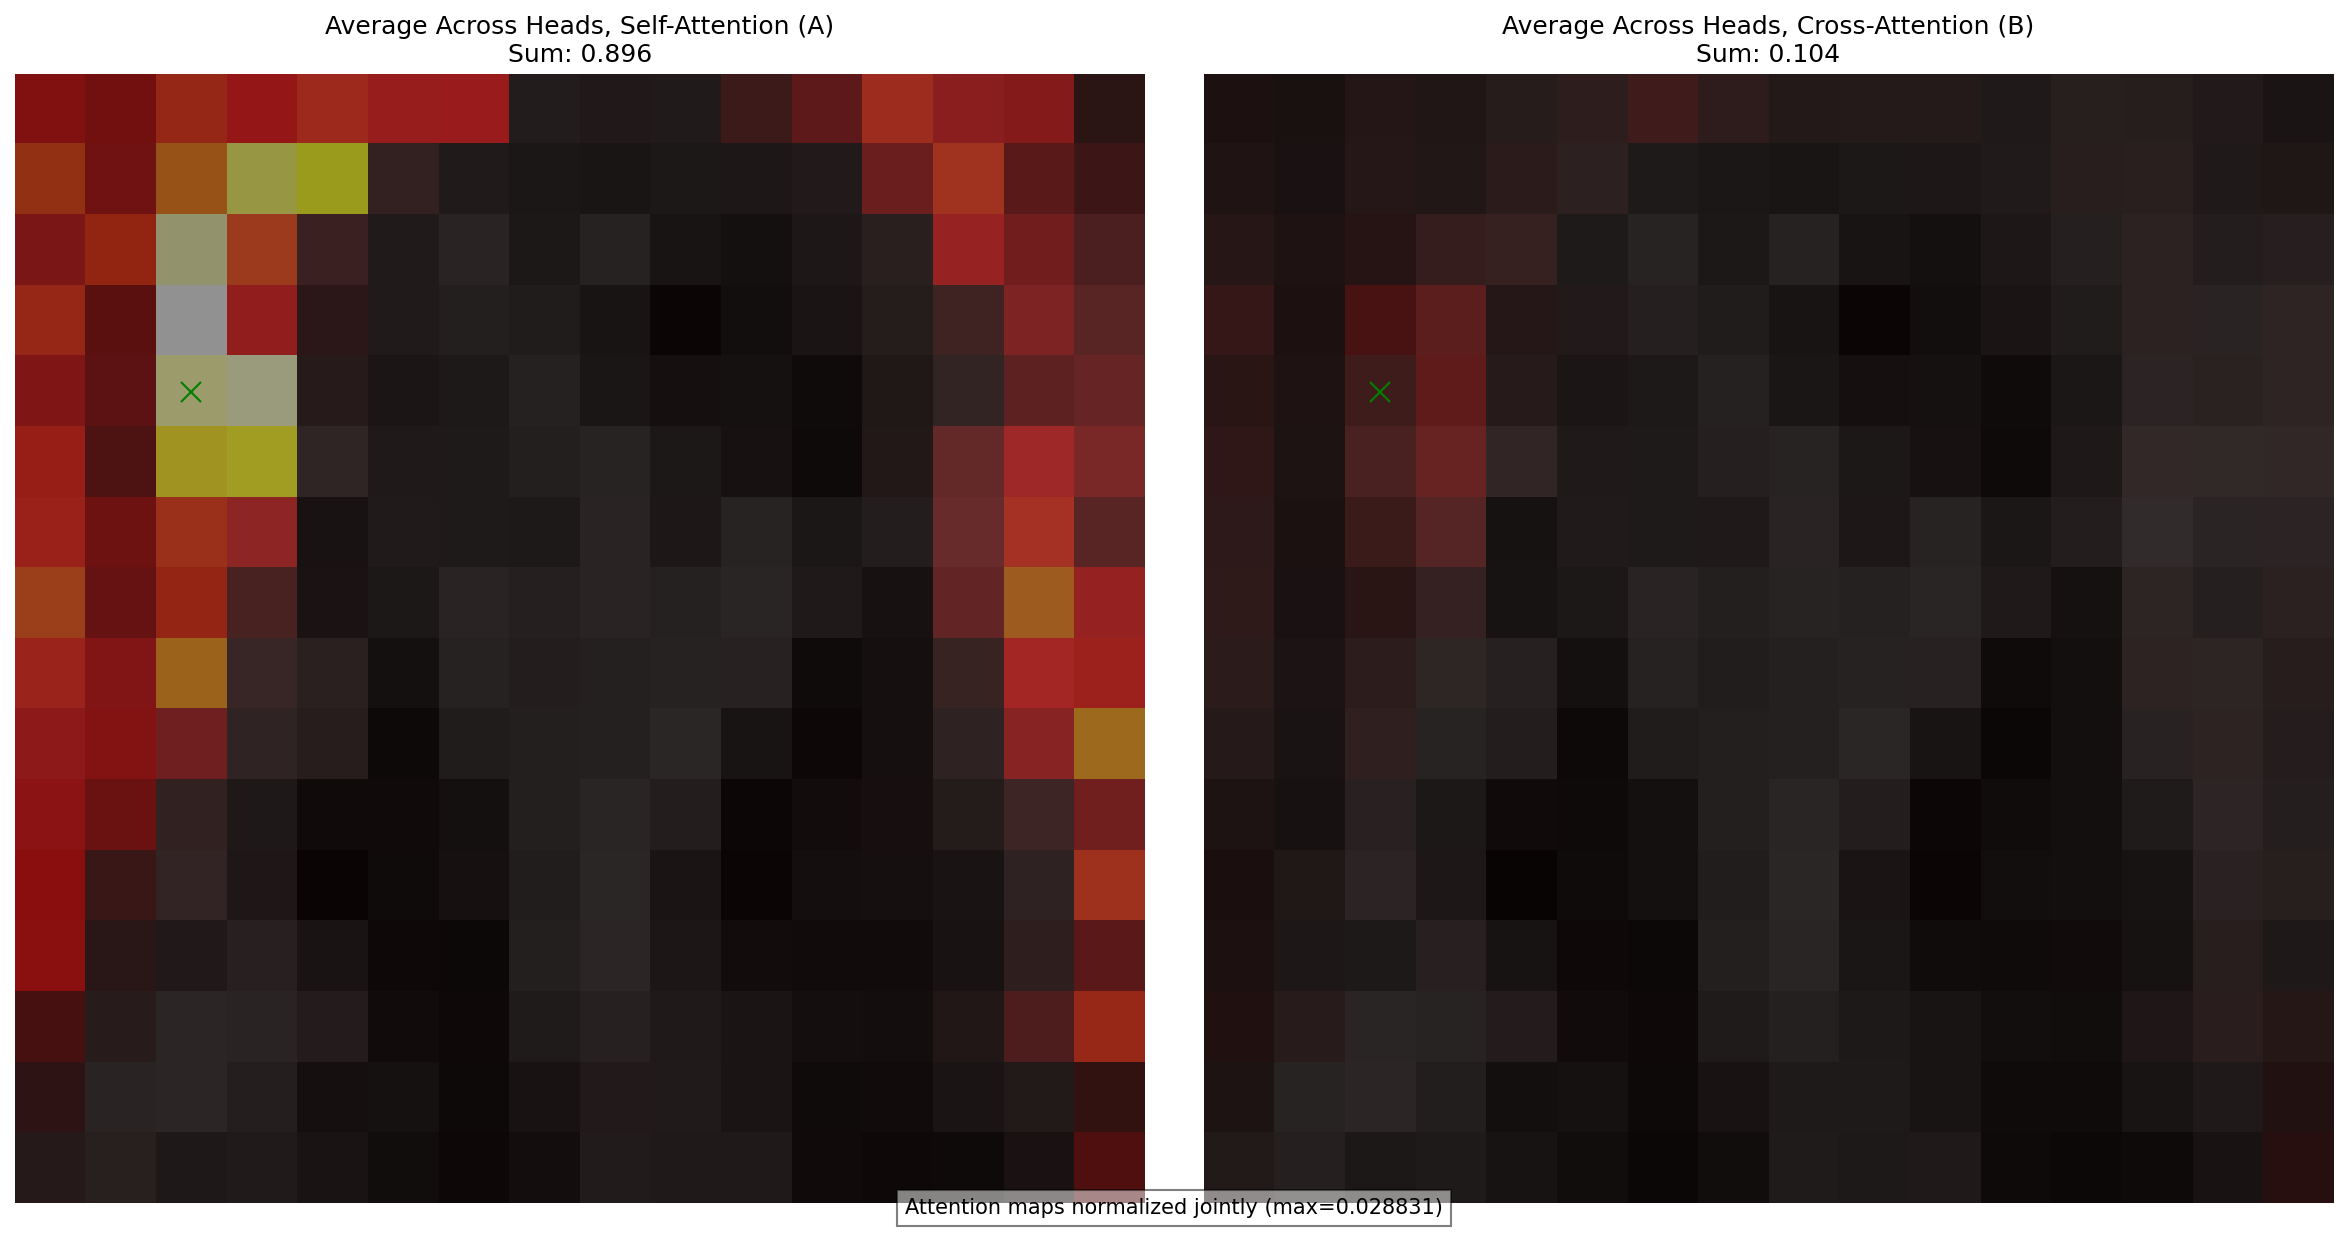 Average Across Heads, Self-Attention (A)
Sum: 0.896
Average Across Heads, Cross-Attention (B)
Sum: 0.104
Attention maps normalized jointly (max=0.028831)